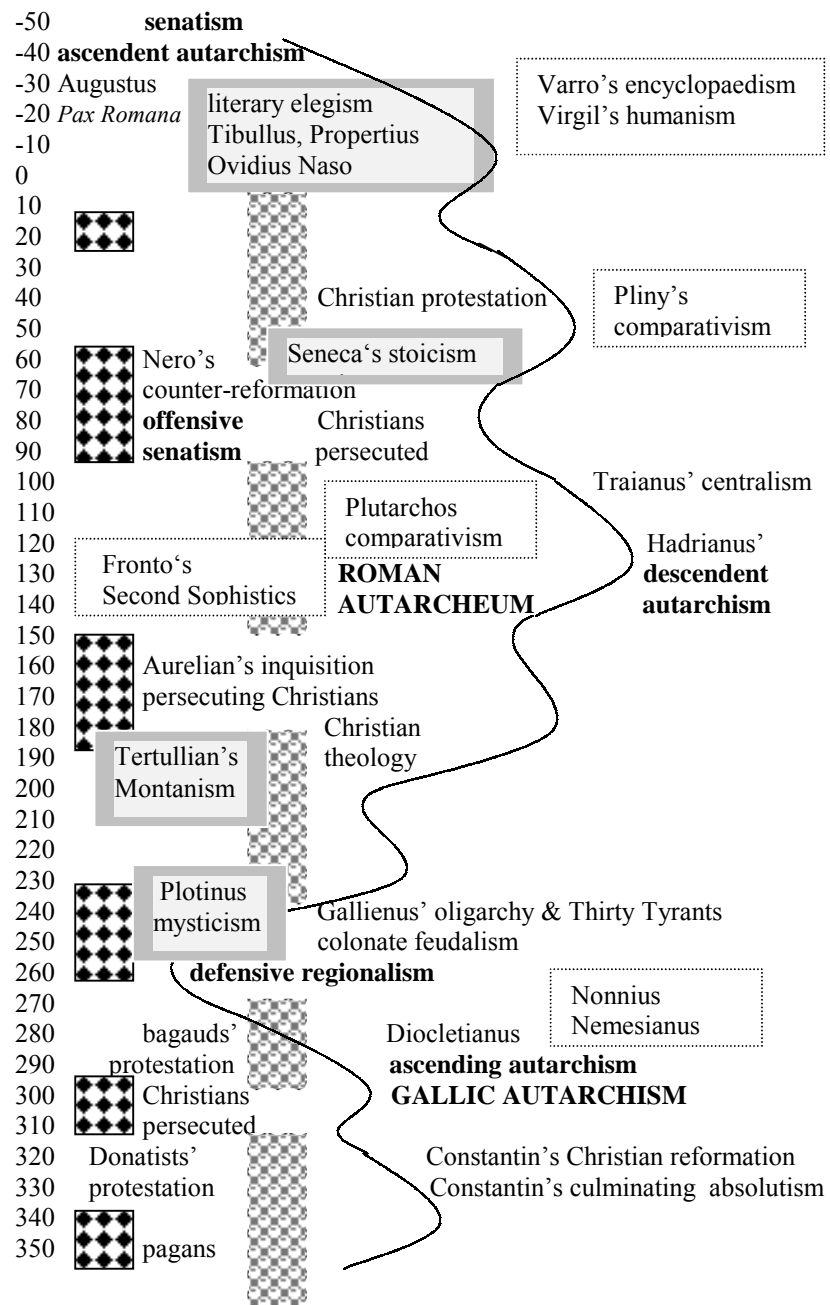 -50 senatism
-40 ascendent autarchism
-30 Augustus
Varro’s encyclopaedism
-20 Pax Romana
literary elegism
Virgil’s humanism
-10
Tibullus, Propertius
0
Ovidius Naso
10
20
30
40
Christian protestation
Pliny’s
50
comparativism
60 Nero’s
Seneca‘s stoicism
70 counter-reformation
80 offensive
Christians
90 senatism
persecuted
100
Traianus’ centralism
110
Plutarchos
120
comparativism
Hadrianus’
130
Fronto‘s
ROMAN
descendent
140
Second Sophistics
AUTARCHEUM
autarchism
150
160 Aurelian’s inquisition
170 persecuting Christians
180
Christian
190
Tertullian’s
theology
200
Montanism
210
220
230
240
Plotinus
Gallienus’ oligarchy & Thirty Tyrants
250
mysticism
colonate feudalism
260
defensive regionalism
270
Nonnius
280
bagauds’
Diocletianus
Nemesianus
290
protestation
ascending autarchism
300
Christians
GALLIC AUTARCHISM
310
persecuted
320
Donatists’
Constantin’s Christian reformation
330
protestation
Constantin’s culminating absolutism
340
350
pagans